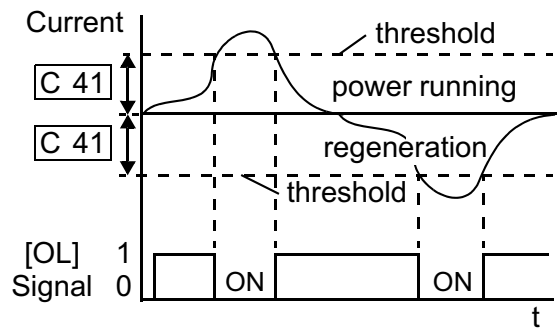 Current
threshold
C 41
power running
C 41
regeneration
threshold
[OL] 1
Signal 0 ON ON
t